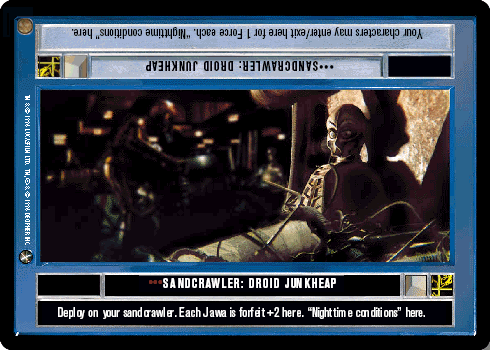 Your characters may enter/exit here for 1 Force each. "Nighttime conditions" here.
•••SANDCRAWLER: DROID JUNKHEAP
•••SANDCRAWLER: DROID JUNKHEAP
Deploy on your sandcrawler. Each Jawa is forfeit +2 here. "Nighttime conditions" here.